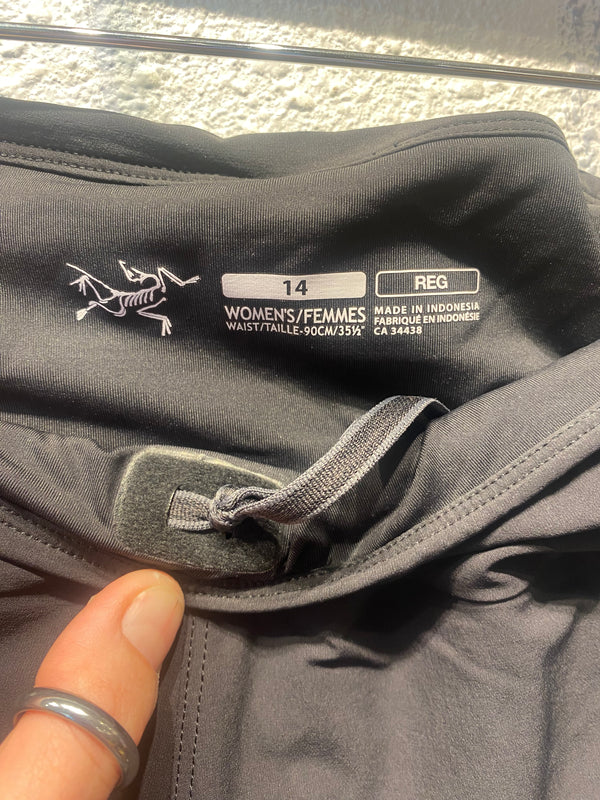 14
WOMEN'S/FEMMES
WAIST/TAILLE-90CM/35½"
REG
MADE IN INDONESIA
FABRIQUÉ EN INDONÉSIE
CA 34438